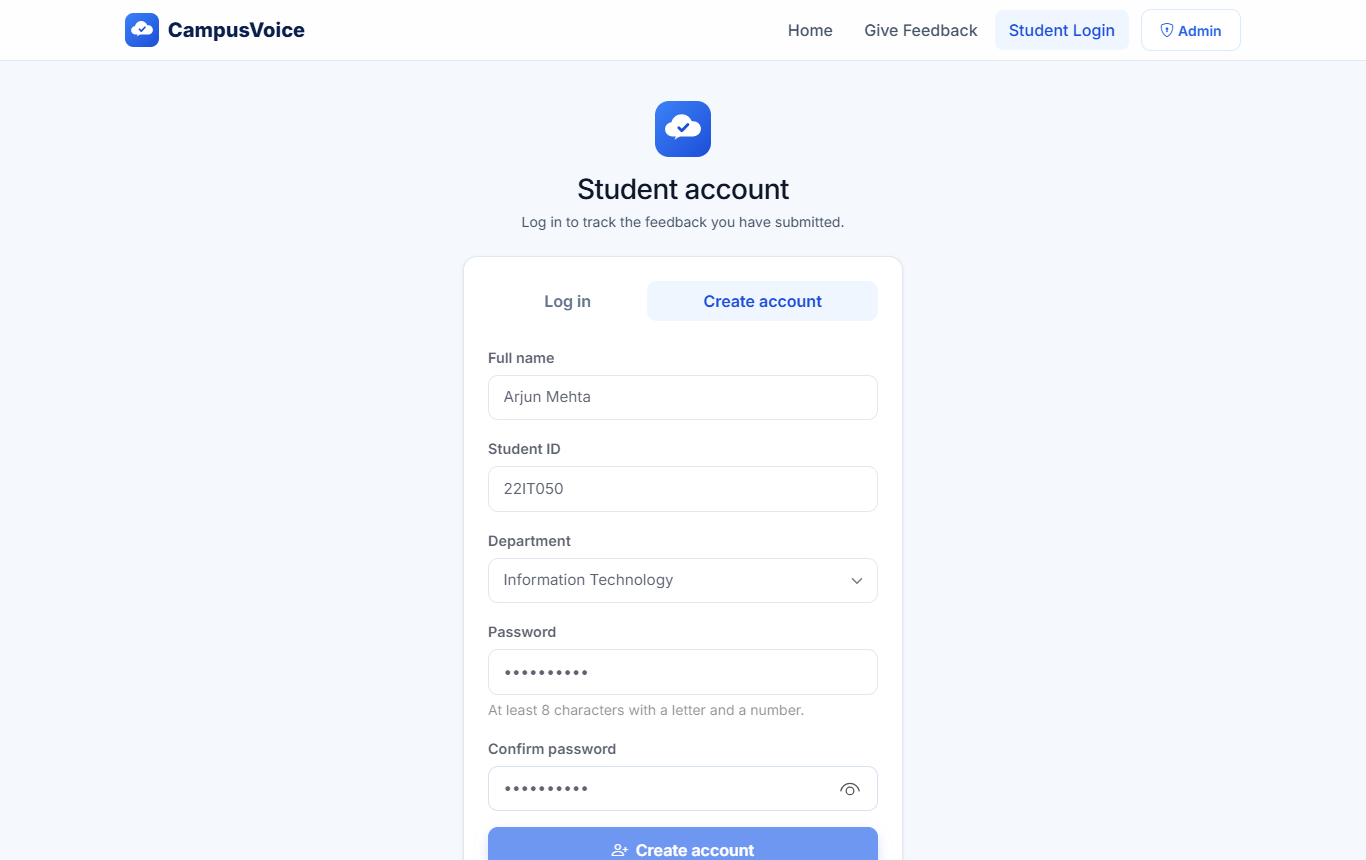 CampusVoice
Home
Give Feedback
Student Login
Admin
Student account
Log in to track the feedback you have submitted.
Log in
Create account
Full name
Arjun Mehta
Student ID
22IT050
Department
Information Technology
Password
••••••••••
At least 8 characters with a letter and a number.
Confirm password
••••••••••
Create account